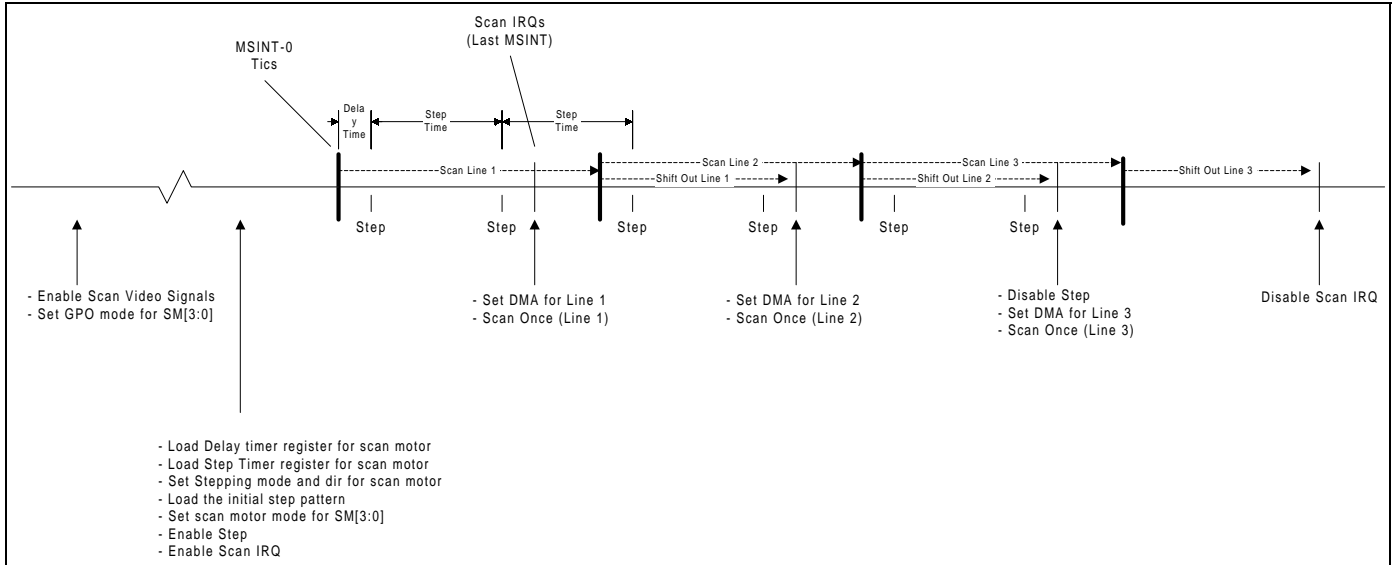 Scan IRQs
(Last MSINT)
MSINT-0
Tics
Dela
y
Time
Step
Time
Step
Time
Scan Line 1
Scan Line 2
Shift Out Line 1
Scan Line 3
Shift Out Line 2
Shift Out Line 3
Step
Step
Step
Step
Step
Step
- Enable Scan Video Signals
- Set GPO mode for SM[3:0]
- Set DMA for Line 1
- Scan Once (Line 1)
- Set DMA for Line 2
- Scan Once (Line 2)
- Disable Step
- Set DMA for Line 3
- Scan Once (Line 3)
Disable Scan IRQ
- Load Delay timer register for scan motor
- Load Step Timer register for scan motor
- Set Stepping mode and dir for scan motor
- Load the initial step pattern
- Set scan motor mode for SM[3:0]
- Enable Step
- Enable Scan IRQ